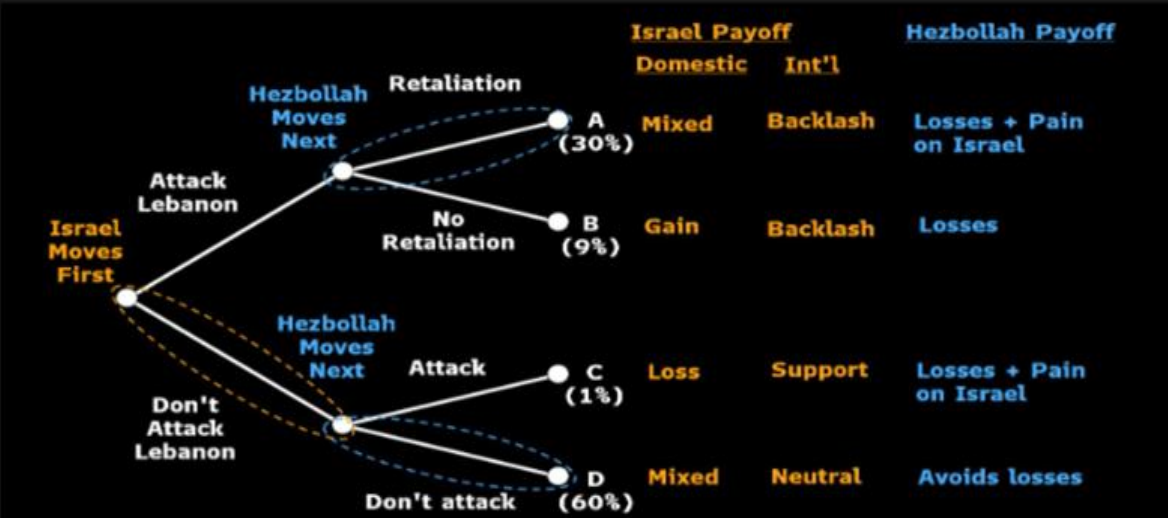 Israel Payoff
Hezbollah Payoff
Domestic
Int'l
Hezbollah
Moves
Next
Retaliation
A
(30%)
Mixed
Backlash
Losses + Pain
on Israel
Attack
Lebanon
No
Retaliation
B
(9%)
Gain
Backlash
Losses
Israel
Moves
First
Hezbollah
Moves
Next
Attack
C
(1%)
Loss
Support
Losses + Pain
on Israel
Don't
Attack
Lebanon
Don't attack
D
(60%)
Mixed
Neutral
Avoids losses